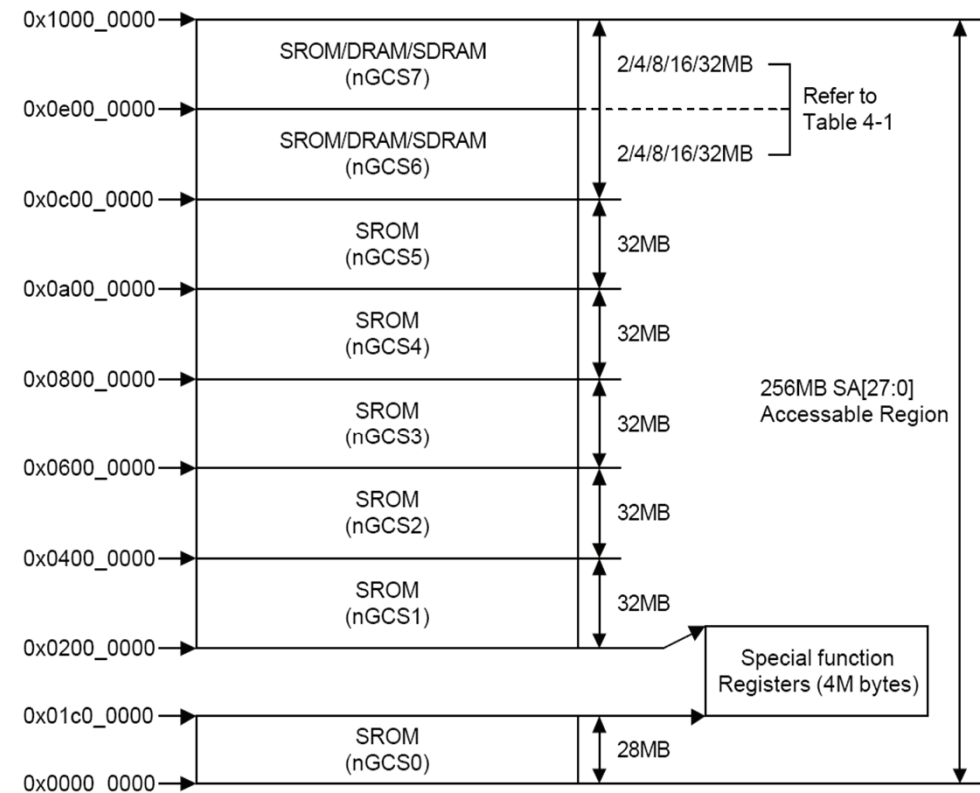 0x1000_0000
SROM/DRAM/SDRAM
(nGCS7)
2/4/8/16/32MB
Refer to
Table 4-1
0x0e00_0000
SROM/DRAM/SDRAM
(nGCS6)
2/4/8/16/32MB
0x0c00_0000
SROM
(nGCS5)
32MB
0x0a00_0000
SROM
(nGCS4)
32MB
0x0800_0000
256MB SA[27:0]
Accessable Region
SROM
(nGCS3)
32MB
0x0600_0000
SROM
(nGCS2)
32MB
0x0400_0000
SROM
(nGCS1)
32MB
0x0200_0000
Special function
Registers (4M bytes)
0x01c0_0000
SROM
(nGCS0)
28MB
0x0000_0000